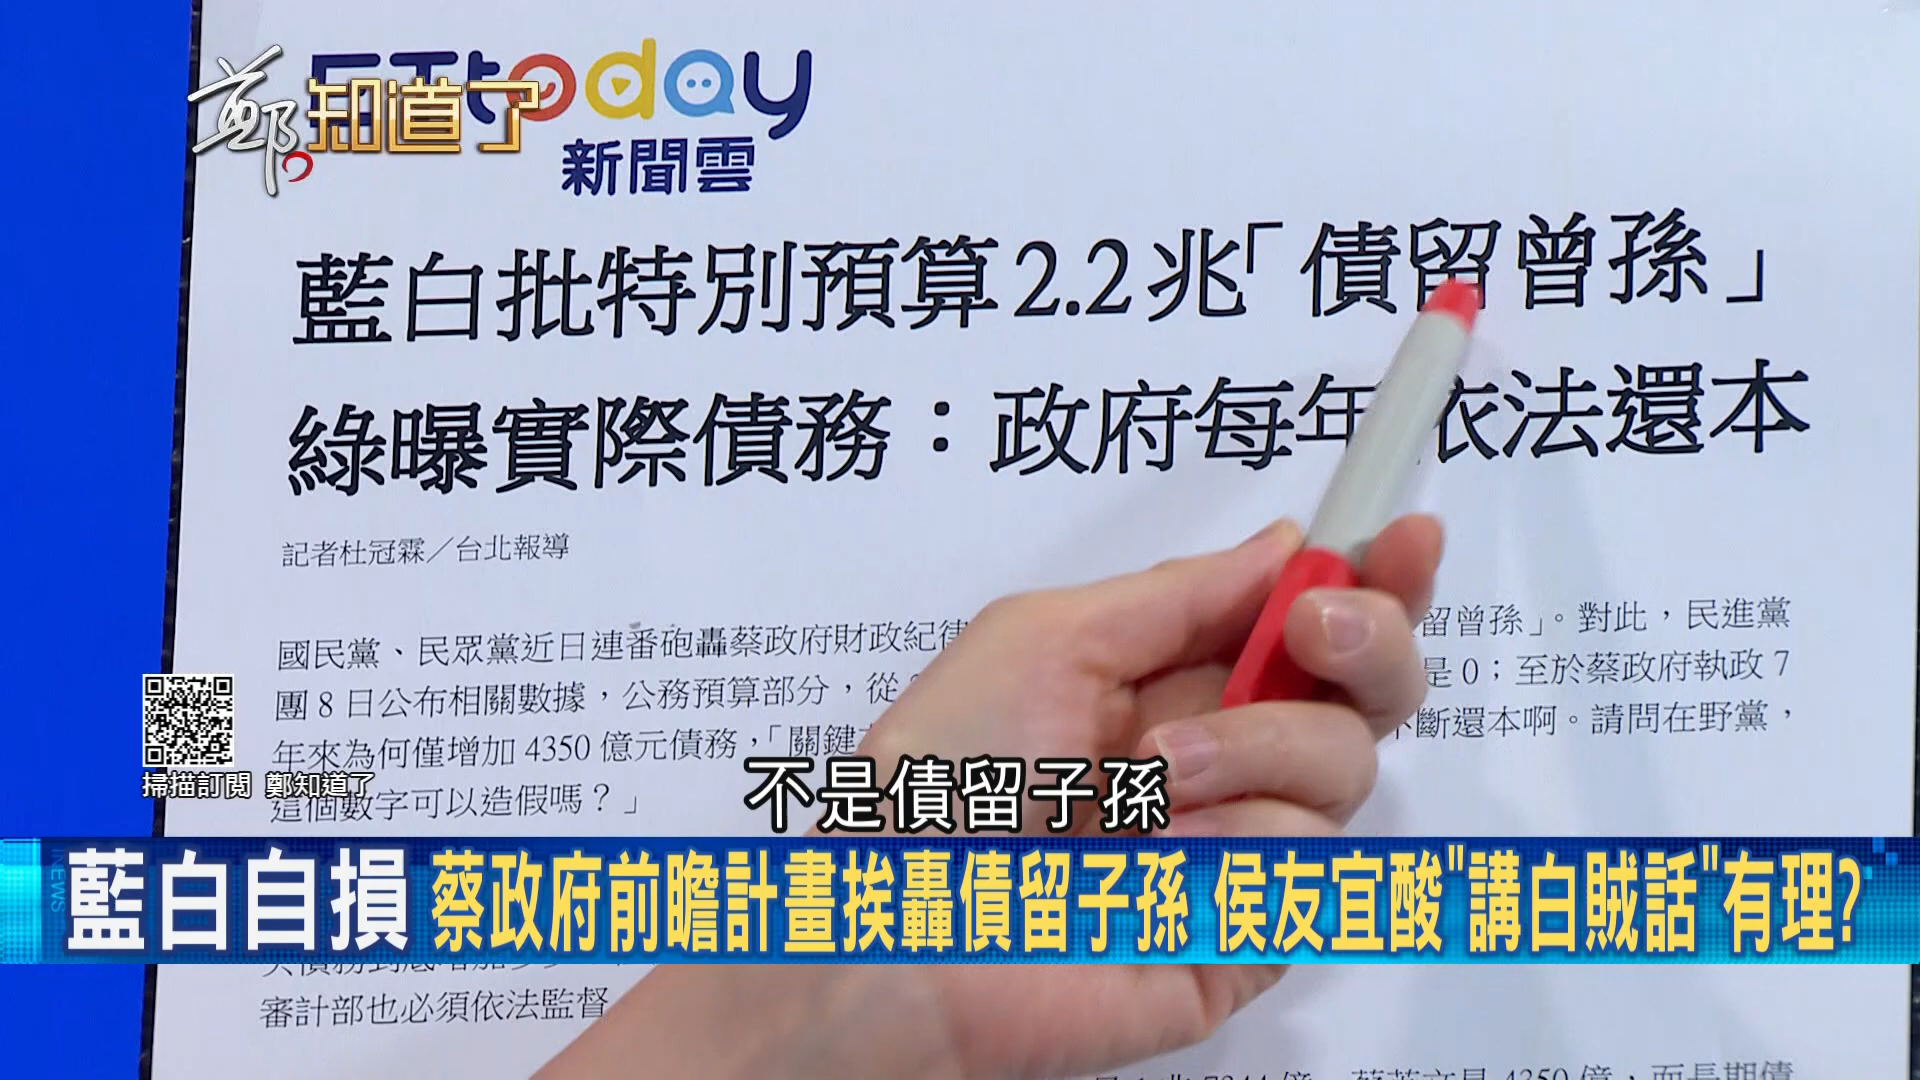 ETtoday
新聞雲
鄭知道了
藍白批特別預算2.2兆「債留曾孫」
綠曝實際債務：政府每年依法還本
記者杜冠霖／台北報導
國民黨、民眾黨近日連番砲轟蔡政府財政紀律 留曾孫」。對此，民進黨
團8日公布相關數據，公務預算部分，從 是0；至於蔡政府執政7
年來為何僅增加4350億元債務，「關鍵 不斷還本啊。請問在野黨，
這個數字可以造假嗎？」
掃描訂閱 鄭知道了
不是債留子孫
NEWS
藍白自損 蔡政府前瞻計畫挨轟債留子孫 侯友宜酸"講白賊話"有理?
審計部也必須依法監督